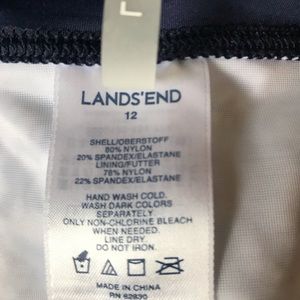 L
LANDS'END
12
SHELL/OBERSTOFF
80% NYLON
20% SPANDEX/ELASTANE
LINING/FUTTER
78% NYLON
22% SPANDEX/ELASTANE
HAND WASH COLD.
WASH DARK COLORS
SEPARATELY
ONLY NON-CHLORINE BLEACH
WHEN NEEDED.
LINE DRY.
DO NOT IRON.
MADE IN CHINA
RN 62830